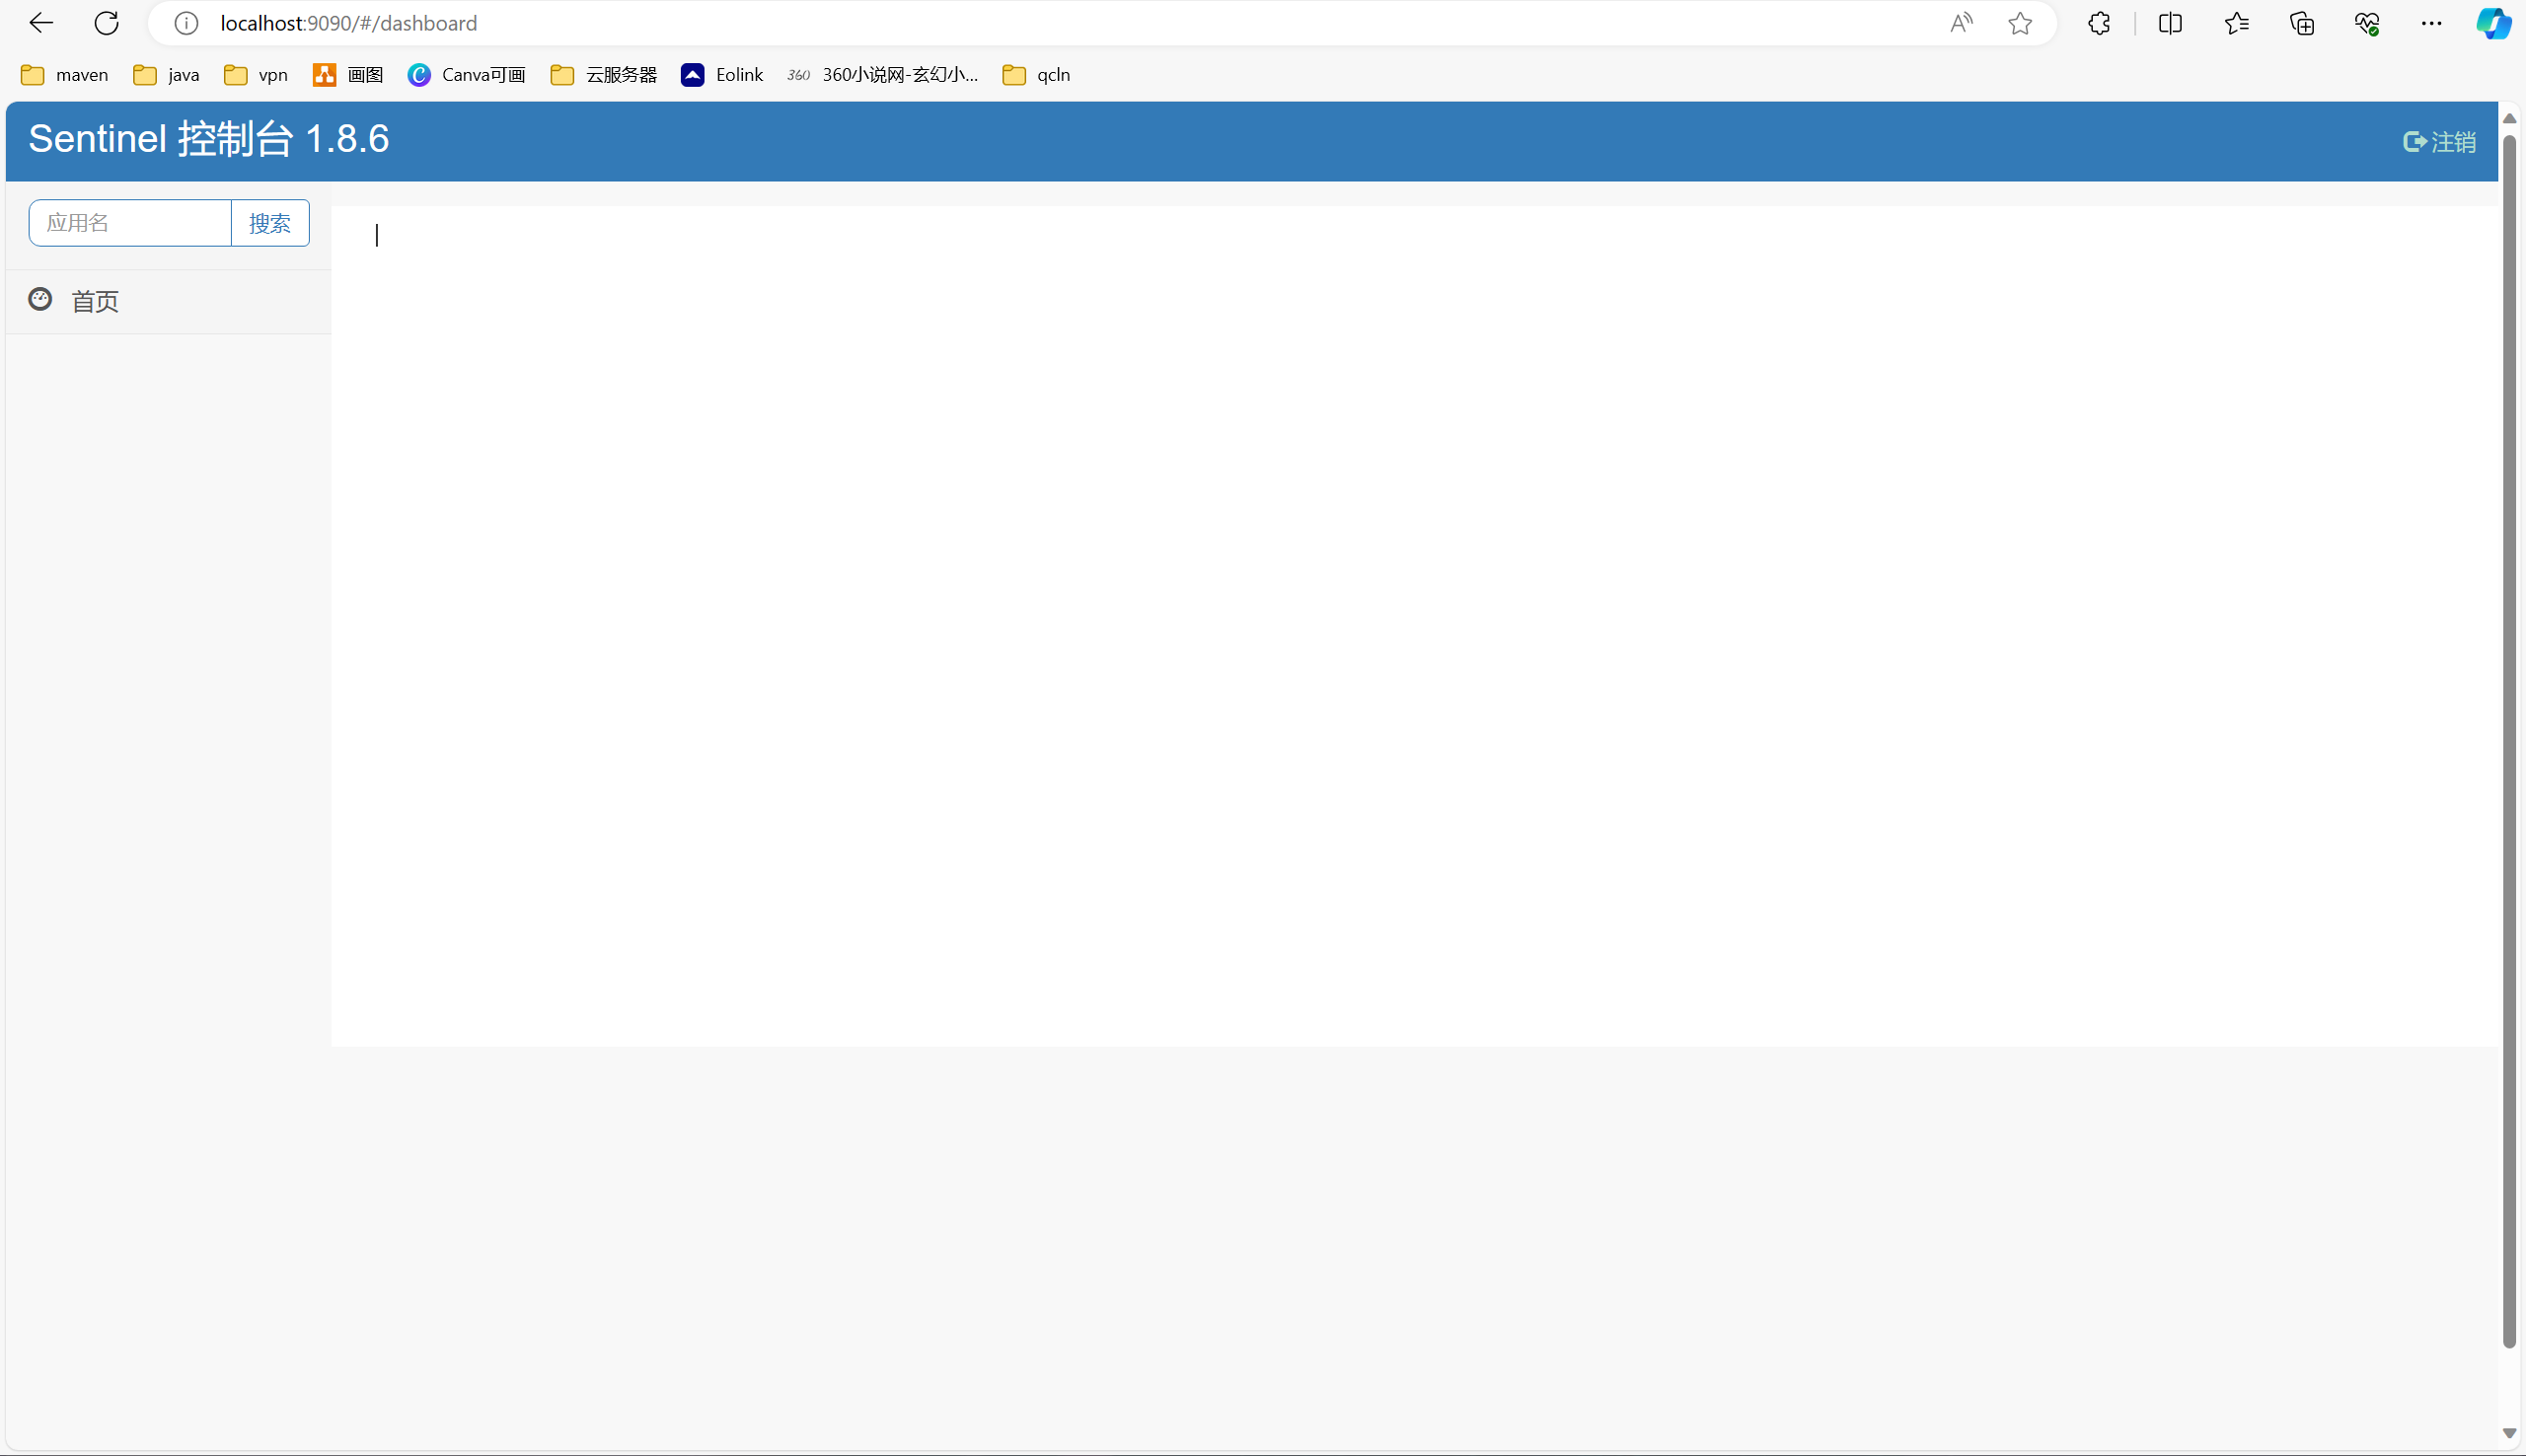 localhost:9090/#/dashboard
maven java vpn 画图 Canva可画 云服务器 Eolink 360 360小说网-玄幻小... qcln
Sentinel 控制台 1.8.6 注销
应用名 搜索
首页